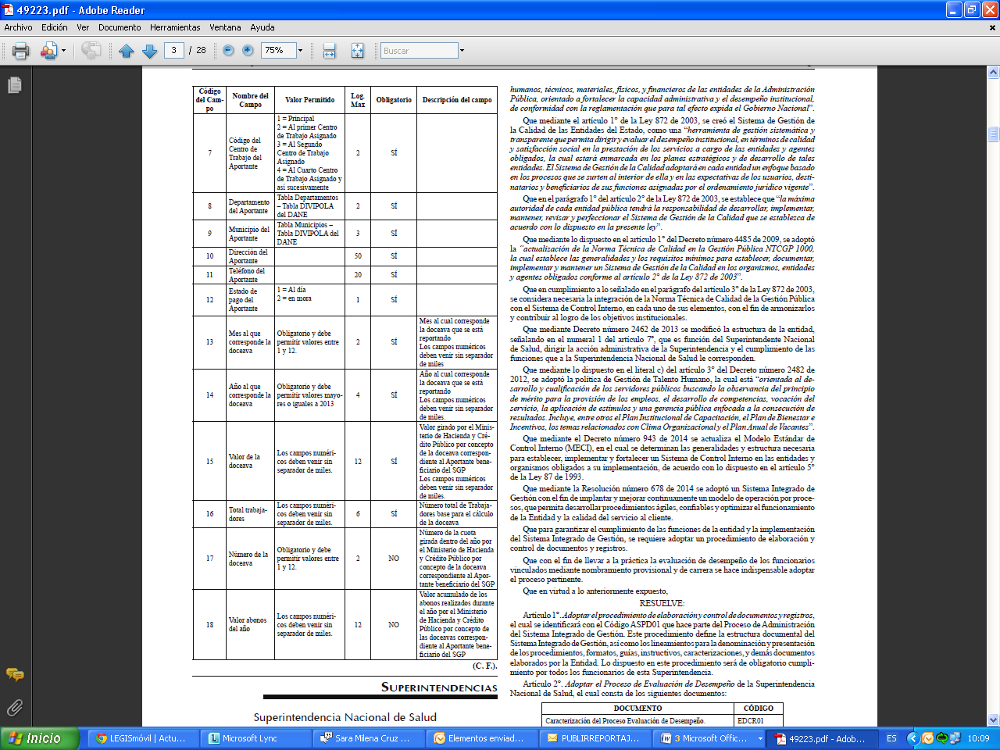 49223.pdf - Adobe Reader
Archivo Edición Ver Documento Herramientas Ventana Ayuda
3 / 28 75% Buscar
Código del Cam-po Nombre del Campo Valor Permitido Log. Max Obligatorio Descripción del campo
7 Código del Centro de Trabajo del Aportante 1 = Principal 2 = Al primer Centro de Trabajo Asignado 3 = Al Segundo Centro de Trabajo Asignado 4 = Al Cuarto Centro de Trabajo Asignado y así sucesivamente 2 SÍ
8 Departamento del Aportante Tabla Departamentos – Tabla DIVIPOLA del DANE 2 SÍ
9 Municipio del Aportante Tabla Municipios – Tabla DIVIPOLA del DANE 3 SÍ
10 Dirección del Aportante 50 SÍ
11 Teléfono del Aportante 20 SÍ
12 Estado de pago del Aportante 1 = Al día 2 = en mora 1 SÍ
13 Mes al que corresponde la doceava Obligatorio y debe permitir valores entre 1 y 12. 2 SÍ Mes al cual corresponde la doceava que se está reportando Los campos numéricos deben venir sin separador de miles
14 Año al que corresponde la doceava Obligatorio y debe permitir valores mayo-res o iguales a 2013 4 SÍ Año al cual corresponde la doceava que se está reportando Los campos numéricos deben venir sin separador de miles.
15 Valor de la doceava Los campos numéri-cos deben venir sin separador de miles. 12 SÍ Valor girado por el Minis-terio de Hacienda y Cré-dito Público por concepto de la doceava correspon-diente al Aportante bene-ficiario del SGP Los campos numéricos deben venir sin separador de miles.
16 Total trabaja-dores Los campos numéri-cos deben venir sin separador de miles. 6 SÍ Número total de Trabaja-dores base para el cálculo de la doceava
17 Número de la doceava Obligatorio y debe permitir valores entre 1 y 12. 2 NO Número de la cuota girada dentro del año por el Ministerio de Hacienda y Crédito Público por concepto de la doceava correspondiente al Apor-tante beneficiario del SGP
18 Valor abonos del año Los campos numéri-cos deben venir sin separador de miles. 12 NO Valor acumulado de los abonos realizados durante el año por el Ministerio de Hacienda y Crédito Público por concepto de las doceavas correspon-diente al Aportante bene-ficiario del SGP
(C. F.).
SUPERINTENDENCIAS
Superintendencia Nacional de Salud
humanos, técnicos, materiales, físicos, y financieros de las entidades de la Administración
Pública, orientado a fortalecer la capacidad administrativa y el desempeño institucional,
de conformidad con la reglamentación que para tal efecto expida el Gobierno Nacional”.
Que mediante el artículo 1° de la Ley 872 de 2003, se creó el Sistema de Gestión de
la Calidad de las Entidades del Estado, como una “herramienta de gestión sistemática y
transparente que permita dirigir y evaluar el desempeño institucional, en términos de calidad
y satisfacción social en la prestación de los servicios a cargo de las entidades y agentes
obligados, la cual estará enmarcada en los planes estratégicos y de desarrollo de tales
entidades. El Sistema de Gestión de la Calidad adoptará en cada entidad un enfoque basado
en los procesos que se surten al interior de ella y en las expectativas de los usuarios, desti-
natarios y beneficiarios de sus funciones asignadas por el ordenamiento jurídico vigente”.
Que en el parágrafo 1° del artículo 2° de la Ley 872 de 2003, se establece que “la máxima
autoridad de cada entidad pública tendrá la responsabilidad de desarrollar, implementar,
mantener, revisar y perfeccionar el Sistema de Gestión de la Calidad que se establezca de
acuerdo con lo dispuesto en la presente ley”.
Que mediante lo dispuesto en el artículo 1° del Decreto número 4485 de 2009, se adoptó
la “actualización de la Norma Técnica de Calidad en la Gestión Pública NTCGP 1000,
la cual establece las generalidades y los requisitos mínimos para establecer, documentar,
implementar y mantener un Sistema de Gestión de la Calidad en los organismos, entidades
y agentes obligados conforme al artículo 2° de la Ley 872 de 2003”.
Que en cumplimiento a lo señalado en el parágrafo del artículo 3° de la Ley 872 de 2003,
se considera necesaria la integración de la Norma Técnica de Calidad de la Gestión Pública
con el Sistema de Control Interno, en cada uno de sus elementos, con el fin de armonizarlos
y contribuir al logro de los objetivos institucionales.
Que mediante Decreto número 2462 de 2013 se modificó la estructura de la entidad,
señalando en el numeral 1 del artículo 7°, que es función del Superintendente Nacional
de Salud, dirigir la acción administrativa de la Superintendencia y el cumplimiento de las
funciones que a la Superintendencia Nacional de Salud le corresponden.
Que mediante lo dispuesto en el literal c) del artículo 3° del Decreto número 2482 de
2012, se adoptó la política de Gestión de Talento Humano, la cual está “orientada al de-
sarrollo y cualificación de los servidores públicos buscando la observancia del principio
de mérito para la provisión de los empleos, el desarrollo de competencias, vocación del
servicio, la aplicación de estímulos y una gerencia pública enfocada a la consecución de
resultados. Incluye, entre otros el Plan Institucional de Capacitación, el Plan de Bienestar e
Incentivos, los temas relacionados con Clima Organizacional y el Plan Anual de Vacantes”.
Que mediante el Decreto número 943 de 2014 se actualiza el Modelo Estándar de
Control Interno (MECI), en el cual se determinan las generalidades y estructura necesaria
para establecer, implementar y fortalecer un Sistema de Control Interno en las entidades y
organismos obligados a su implementación, de acuerdo con lo dispuesto en el artículo 5°
de la Ley 87 de 1993.
Que mediante la Resolución número 678 de 2014 se adoptó un Sistema Integrado de
Gestión con el fin de implantar y mejorar continuamente un modelo de operación por proce-
sos, que permita desarrollar procedimientos ágiles, confiables y optimizar el funcionamiento
de la Entidad y la calidad del servicio al cliente.
Que para garantizar el cumplimiento de las funciones de la entidad y la implementación
del Sistema Integrado de Gestión, se requiere adoptar un procedimiento de elaboración y
control de documentos y registros.
Que con el fin de llevar a la práctica la evaluación de desempeño de los funcionarios
vinculados mediante nombramiento provisional y de carrera se hace indispensable adoptar
el proceso pertinente.
Que en virtud a lo anteriormente expuesto,
RESUELVE:
Artículo 1°. Adoptar el procedimiento de elaboración y control de documentos y registros,
el cual se identificará con el Código ASPD01 que hace parte del Proceso de Administración
del Sistema Integrado de Gestión. Este procedimiento define la estructura documental del
Sistema Integrado de Gestión, así como los lineamientos para la denominación y presentación
de los procedimientos, formatos, guías, instructivos, caracterizaciones, y demás documentos
elaborados por la Entidad. Lo dispuesto en este procedimiento será de obligatorio cumpli-
miento por todos los funcionarios de esta Superintendencia.
Artículo 2°. Adoptar el Proceso de Evaluación de Desempeño de la Superintendencia
Nacional de Salud, el cual consta de los siguientes documentos:
DOCUMENTO CÓDIGO
Caracterización del Proceso Evaluación de Desempeño. EDCR01
Inicio LEGISmóvil | Actu... Microsoft Lync Sara Milena Cruz ... Elementos enviad... PUBLIRREPORTAJ... 3 Microsoft Offic... 49223.pdf - Adob... ES 10:09